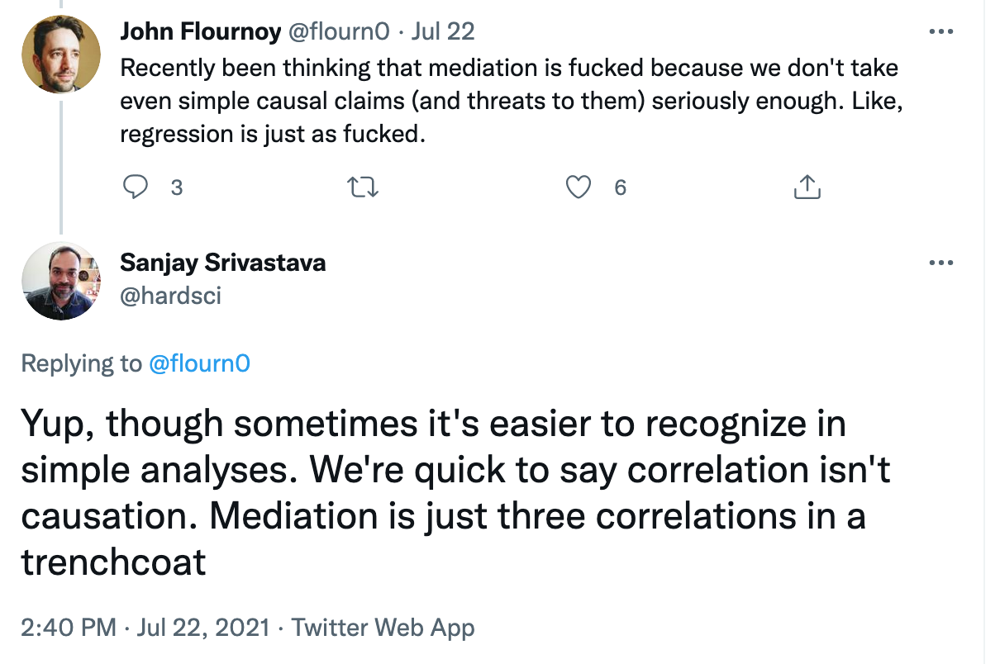 John Flournoy @flourn0 · Jul 22
Recently been thinking that mediation is fucked because we don't take
even simple causal claims (and threats to them) seriously enough. Like,
regression is just as fucked.
3 6
Sanjay Srivastava
@hardsci
Replying to @flourn0
Yup, though sometimes it's easier to recognize in
simple analyses. We're quick to say correlation isn't
causation. Mediation is just three correlations in a
trenchcoat
2:40 PM · Jul 22, 2021 · Twitter Web App